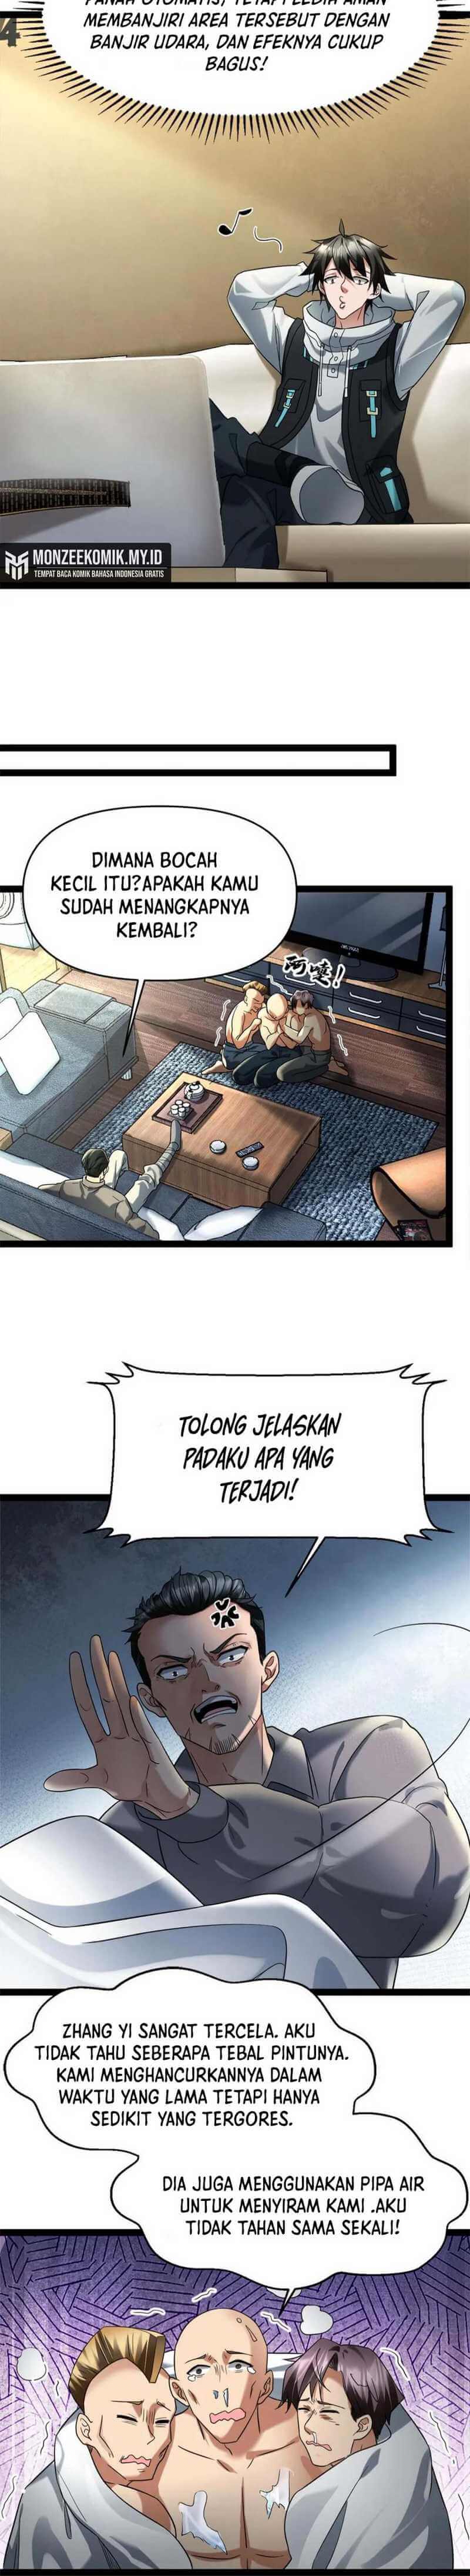 MEMBANJIRI AREA TERSEBUT DENGAN
BANJIR UDARA, DAN EFEKNYA CUKUP
BAGUS!
MONZEEKOMIK.MY.ID
TEMPAT BACA KOMIK BAHASA INDONESIA GRATIS
DIMANA BOCAH
KECIL ITU?APAKAH KAMU
SUDAH MENANGKAPNYA
KEMBALI?
阿嚏!
TOLONG JELASKAN
PADAKU APA YANG
TERJADI!
ZHANG YI SANGAT TERCELA. AKU
TIDAK TAHU SEBERAPA TEBAL PINTUNYA.
KAMI MENGHANCURKANNYA DALAM
WAKTU YANG LAMA TETAPI HANYA
SEDIKIT YANG TERGORES.
DIA JUGA MENGGUNAKAN PIPA AIR
UNTUK MENYIRAM KAMI .AKU
TIDAK TAHAN SAMA SEKALI!